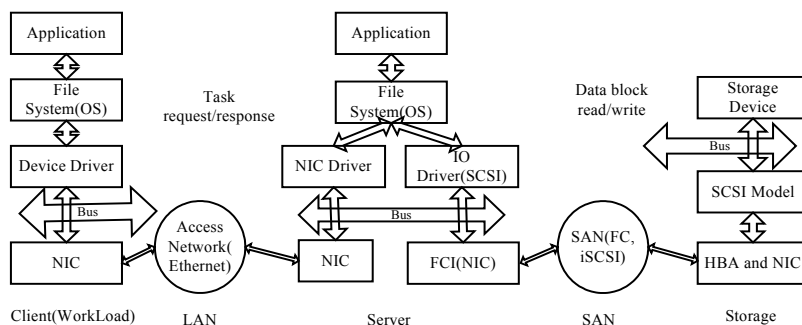 Application
File
System(OS)
Device Driver
Bus
NIC
Client(WorkLoad)
Task
request/response
Access
Network(
Ethernet)
LAN
Application
File
System(OS)
NIC Driver
IO
Driver(SCSI)
Bus
NIC
FCI(NIC)
Server
Data block
read/write
SAN(FC,
iSCSI)
SAN
Storage
Device
Bus
SCSI Model
HBA and NIC
Storage